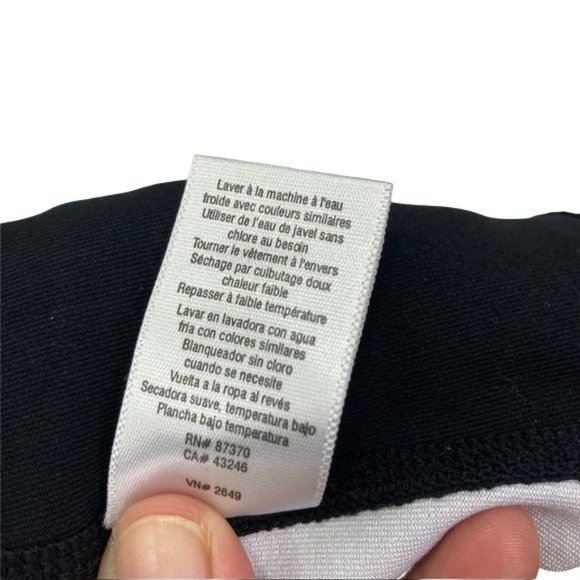 Laver à la machine à l'eau
froide avec couleurs similaires
Utiliser de l'eau de javel sans
chlore au besoin
Tourner le vêtement à l'envers
Séchage par culbutage doux
chaleur faible
Repasser à faible température
Lavar en lavadora con agua
fria con colores similares
Blanqueador sin cloro
cuando se necesite
Vuelta a la ropa al revés
Secadora suave, temperatura bajo
Plancha bajo temperatura
RN# 87370
CA# 43246
VN# 2649